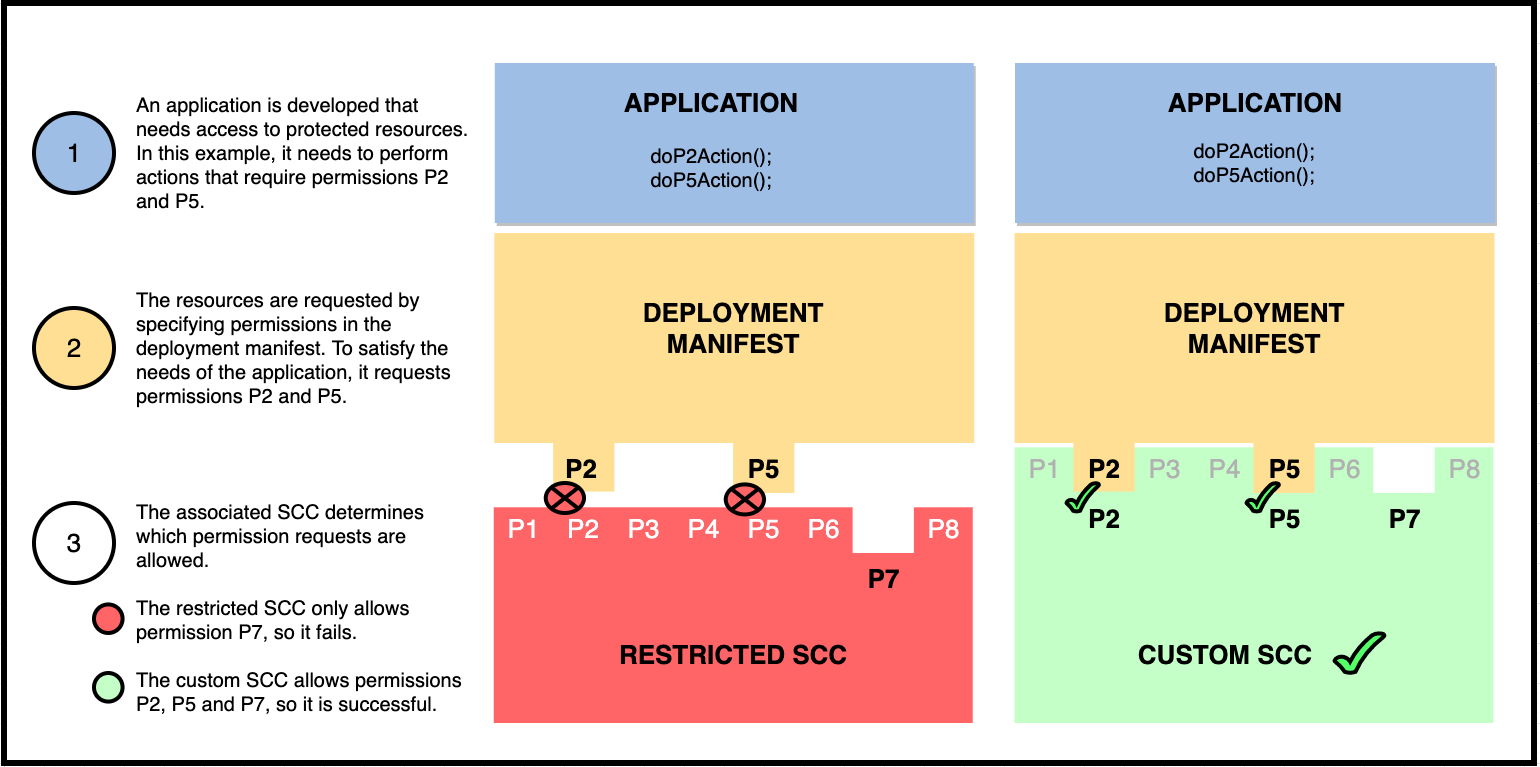 1
An application is developed that
needs access to protected resources.
In this example, it needs to perform
actions that require permissions P2
and P5.
2
The resources are requested by
specifying permissions in the
deployment manifest. To satisfy the
needs of the application, it requests
permissions P2 and P5.
3
The associated SCC determines
which permission requests are
allowed.
The restricted SCC only allows
permission P7, so it fails.
The custom SCC allows permissions
P2, P5 and P7, so it is successful.
APPLICATION
doP2Action();
doP5Action();
DEPLOYMENT
MANIFEST
P2 P5
P1 P2 P3 P4 P5 P6 P8
P7
RESTRICTED SCC
APPLICATION
doP2Action();
doP5Action();
DEPLOYMENT
MANIFEST
P1 P2 P3 P4 P5 P6 P8
P2 P5 P7
CUSTOM SCC